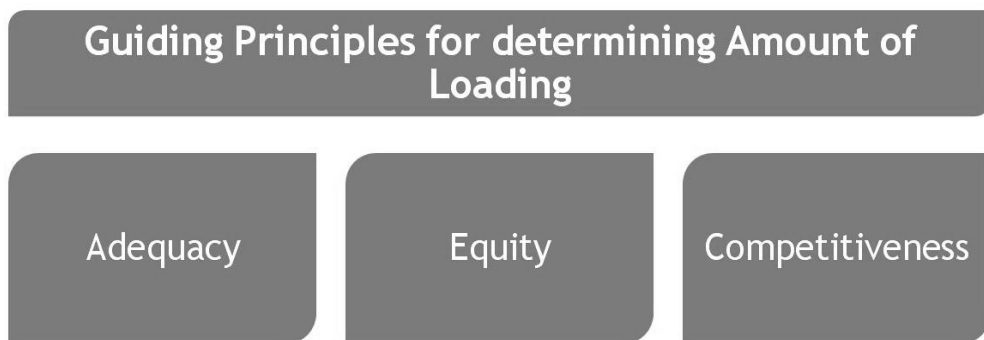 Guiding Principles for determining Amount of
Loading
Adequacy
Equity
Competitiveness